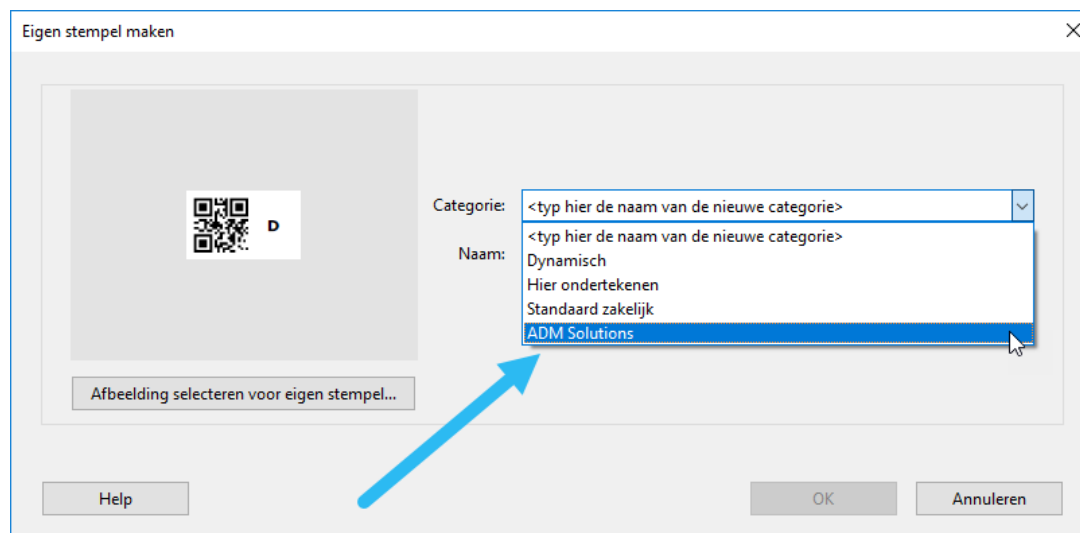 Eigen stempel maken
D
Categorie:
<typ hier de naam van de nieuwe categorie>
<typ hier de naam van de nieuwe categorie>
Naam:
Dynamisch
Hier ondertekenen
Standaard zakelijk
ADM Solutions
Afbeelding selecteren voor eigen stempel...
Help
OK
Annuleren